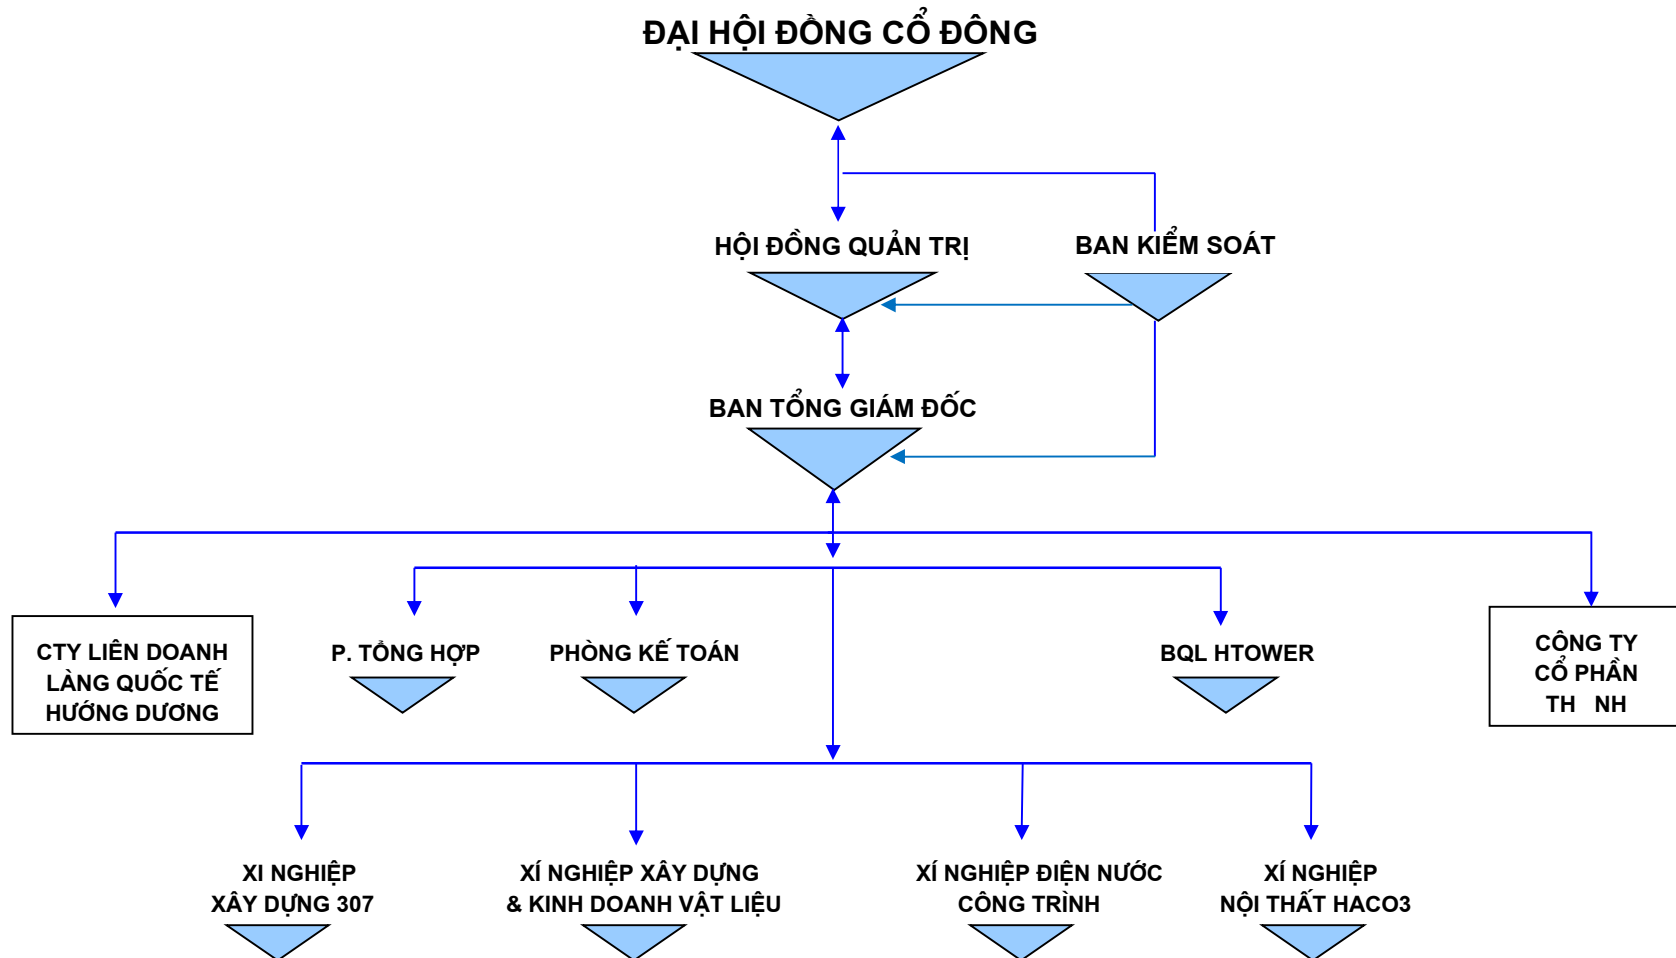 ĐẠI HỘI ĐỒNG CỔ ĐÔNG
HỘI ĐỒNG QUẢN TRỊ
BAN KIỂM SOÁT
BAN TỔNG GIÁM ĐỐC
CTY LIÊN DOANH
LÀNG QUỐC TẾ
HƯỚNG DƯƠNG
P. TỔNG HỢP
PHÒNG KẾ TOÁN
BQL HTOWER
CÔNG TY
CỔ PHẦN
TH NH
XI NGHIỆP
XÂY DỰNG 307
XÍ NGHIỆP XÂY DỰNG
& KINH DOANH VẬT LIỆU
XÍ NGHIỆP ĐIỆN NƯỚC
CÔNG TRÌNH
XÍ NGHIỆP
NỘI THẤT HACO3